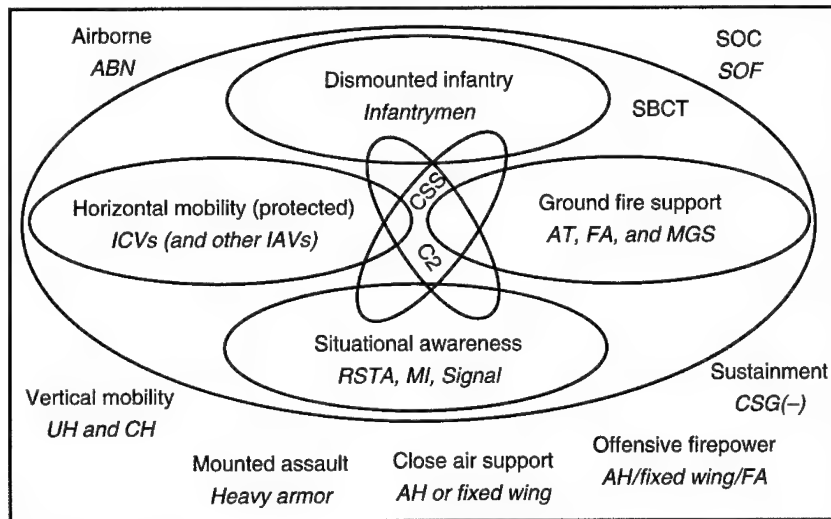 Airborne
ABN
SOC
SOF
Dismounted infantry
Infantrymen
SBCT
CSS
Horizontal mobility (protected)
ICVs (and other IAVs)
Ground fire support
AT, FA, and MGS
C2
Situational awareness
RSTA, MI, Signal
Vertical mobility
UH and CH
Sustainment
CSG(–)
Mounted assault
Heavy armor
Close air support
AH or fixed wing
Offensive firepower
AH/fixed wing/FA